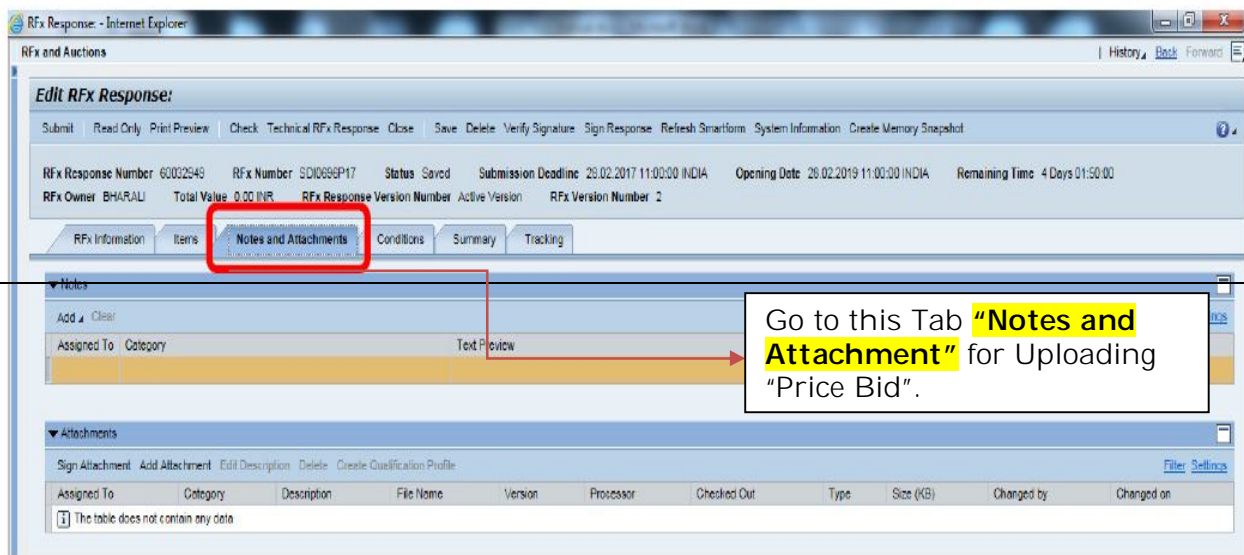 RFx Response: - Internet Explorer
RFx and Auctions
History Back Forward
Edit RFx Response:
Submit Read Only Print Preview Check Technical RFx Response Close Save Delete Verify Signature Sign Response Refresh Smartform System Information Create Memory Snapshot
RFx Response Number 60032949 RFx Number SDI0696P17 Status Saved Submission Deadline 28.02.2017 11:00:00 INDIA Opening Date 28.02.2019 11:00:00 INDIA Remaining Time 4 Days 01:50:00
RFx Owner BHARALI Total Value 0.00 INR RFx Response Version Number Active Version RFx Version Number 2
RFx Information Items Notes and Attachments Conditions Summary Tracking
Notes
Add Clear
Assigned To Category Text Preview
Go to this Tab "Notes and
Attachment" for Uploading
"Price Bid".
Attachments
Sign Attachment Add Attachment Edit Description Delete Create Qualification Profile Filter Settings
Assigned To Category Description File Name Version Processor Checked Out Type Size (KB) Changed by Changed on
The table does not contain any data